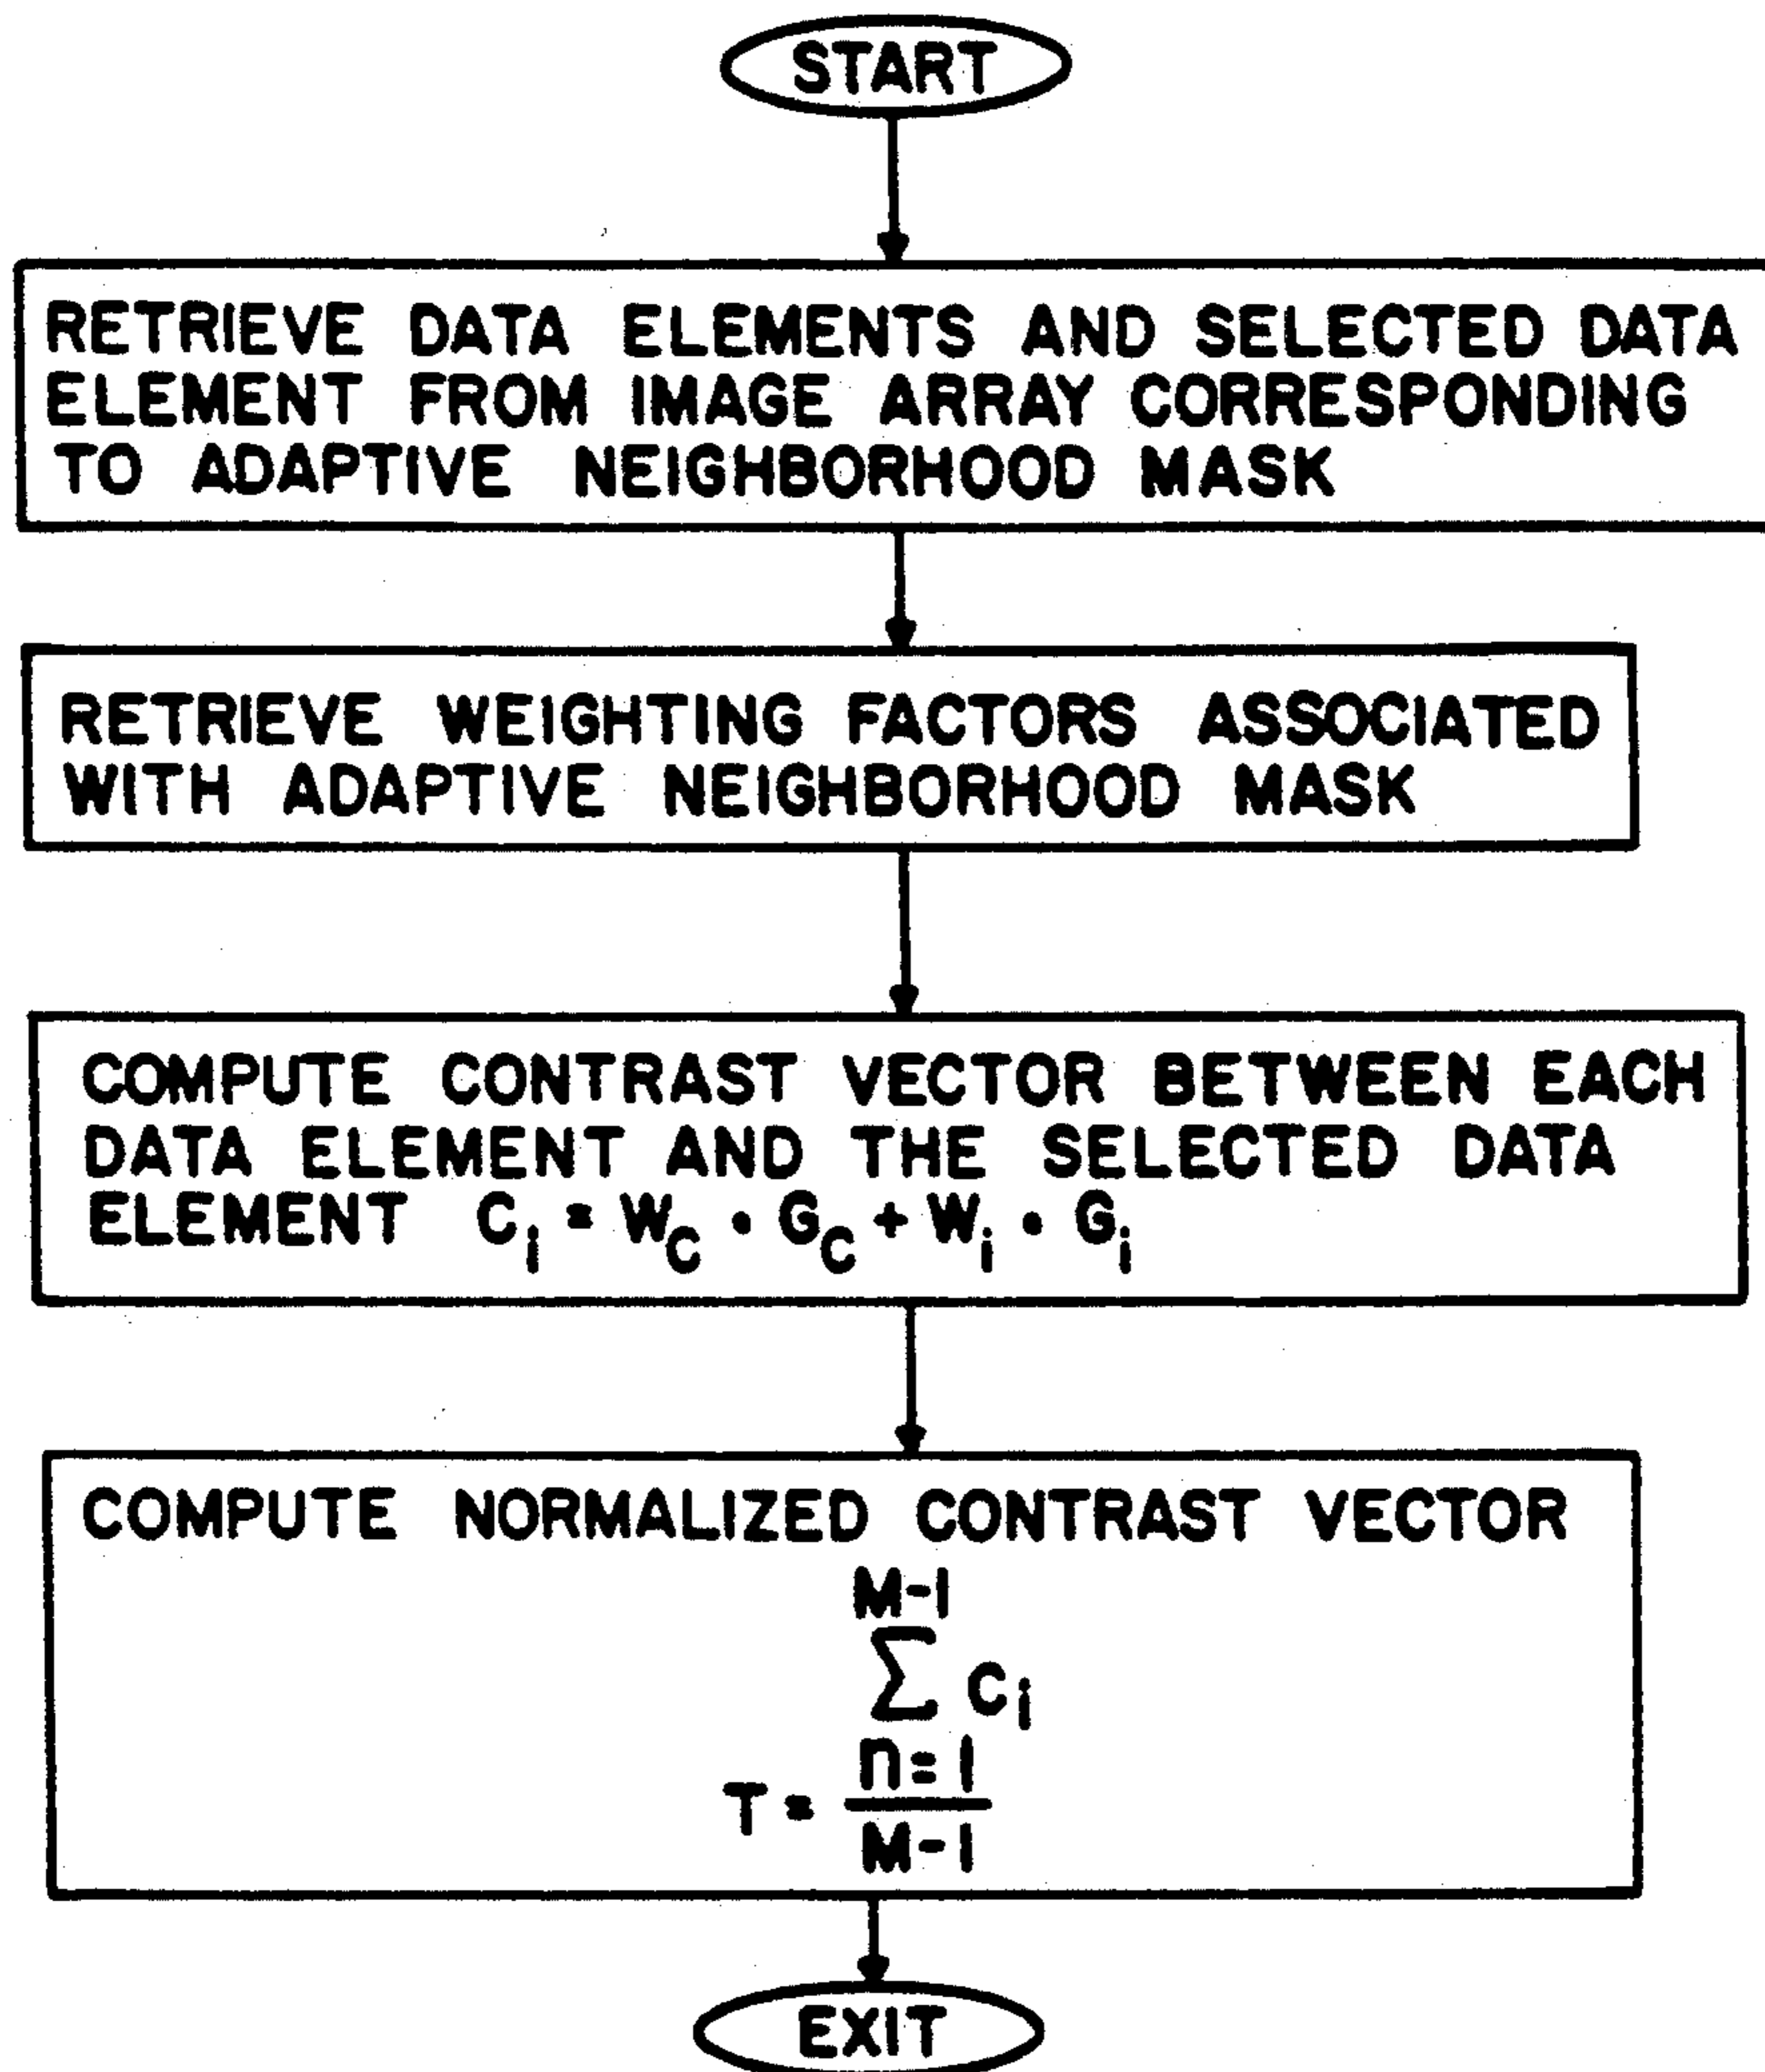 START
RETRIEVE DATA ELEMENTS AND SELECTED DATA
ELEMENT FROM IMAGE ARRAY CORRESPONDING
TO ADAPTIVE NEIGHBORHOOD MASK
RETRIEVE WEIGHTING FACTORS ASSOCIATED
WITH ADAPTIVE NEIGHBORHOOD MASK
COMPUTE CONTRAST VECTOR BETWEEN EACH
DATA ELEMENT AND THE SELECTED DATA
ELEMENT C_i = W_C • G_C + W_i • G_i
COMPUTE NORMALIZED CONTRAST VECTOR
M-1
Σ C_i
n=1
T =
M-1
EXIT